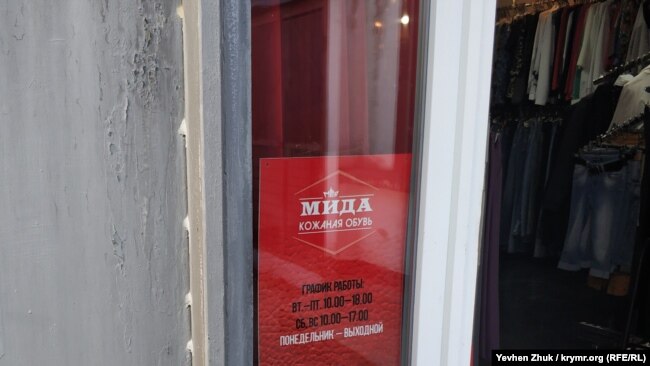 МИДА
КОЖАНАЯ ОБУВЬ
ГРАФИК РАБОТЫ:
ВТ.–ПТ. 10.00–18.00
СБ, ВС 10.00–17.00
ПОНЕДЕЛЬНИК – ВЫХОДНОЙ
Yevhen Zhuk / krymr.org (RFE/RL)